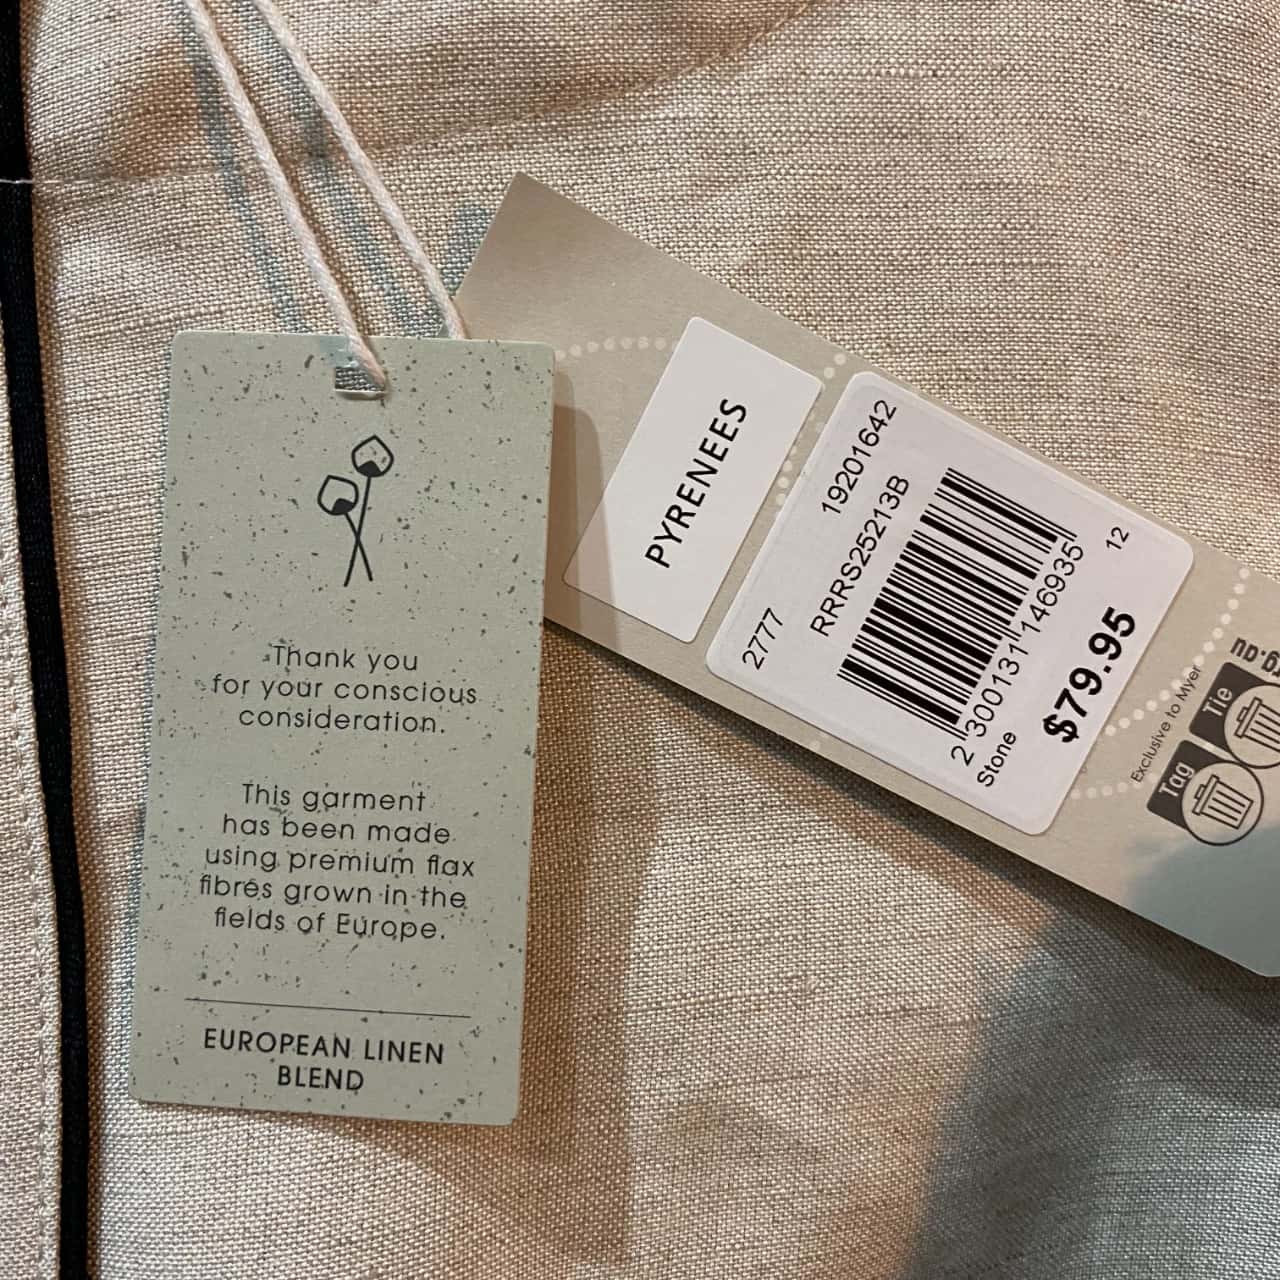 Thank you
for your conscious
consideration.
This garment
has been made
using premium flax
fibres grown in the
fields of Europe.
EUROPEAN LINEN
BLEND
PYRENEES
19201642
RRRS25213B
2777
2 300131 146935
12
Stone
$79.95
Exclusive to Myer
Tag
Tie
g.au